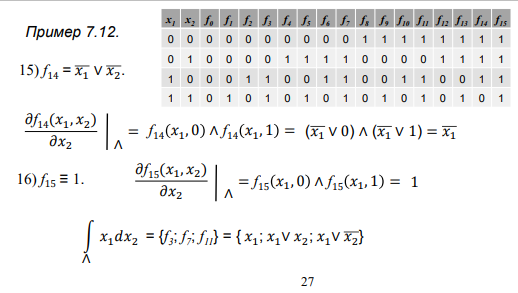 Пример 7.12.
x₁ x₂ f₀ f₁ f₂ f₃ f₄ f₅ f₆ f₇ f₈ f₉ f₁₀ f₁₁ f₁₂ f₁₃ f₁₄ f₁₅
0 0 0 0 0 0 0 0 0 0 1 1 1 1 1 1 1 1
0 1 0 0 0 0 1 1 1 1 0 0 0 0 1 1 1 1
1 0 0 0 1 1 0 0 1 1 0 0 1 1 0 0 1 1
1 1 0 1 0 1 0 1 0 1 0 1 0 1 0 1 0 1
15) f₁₄ = x̅₁ ∨ x̅₂.
∂f₁₄(x₁, x₂)/∂x₂ |∧ = f₁₄(x₁, 0) ∧ f₁₄(x₁, 1) = (x̅₁ ∨ 0) ∧ (x̅₁ ∨ 1) = x̅₁
16) f₁₅ ≡ 1. ∂f₁₅(x₁, x₂)/∂x₂ |∧ = f₁₅(x₁, 0) ∧ f₁₅(x₁, 1) = 1
∫∧ x₁dx₂ = {f₃; f₇; f₁₁} = { x₁; x₁∨ x₂; x₁∨ x̅₂}
27